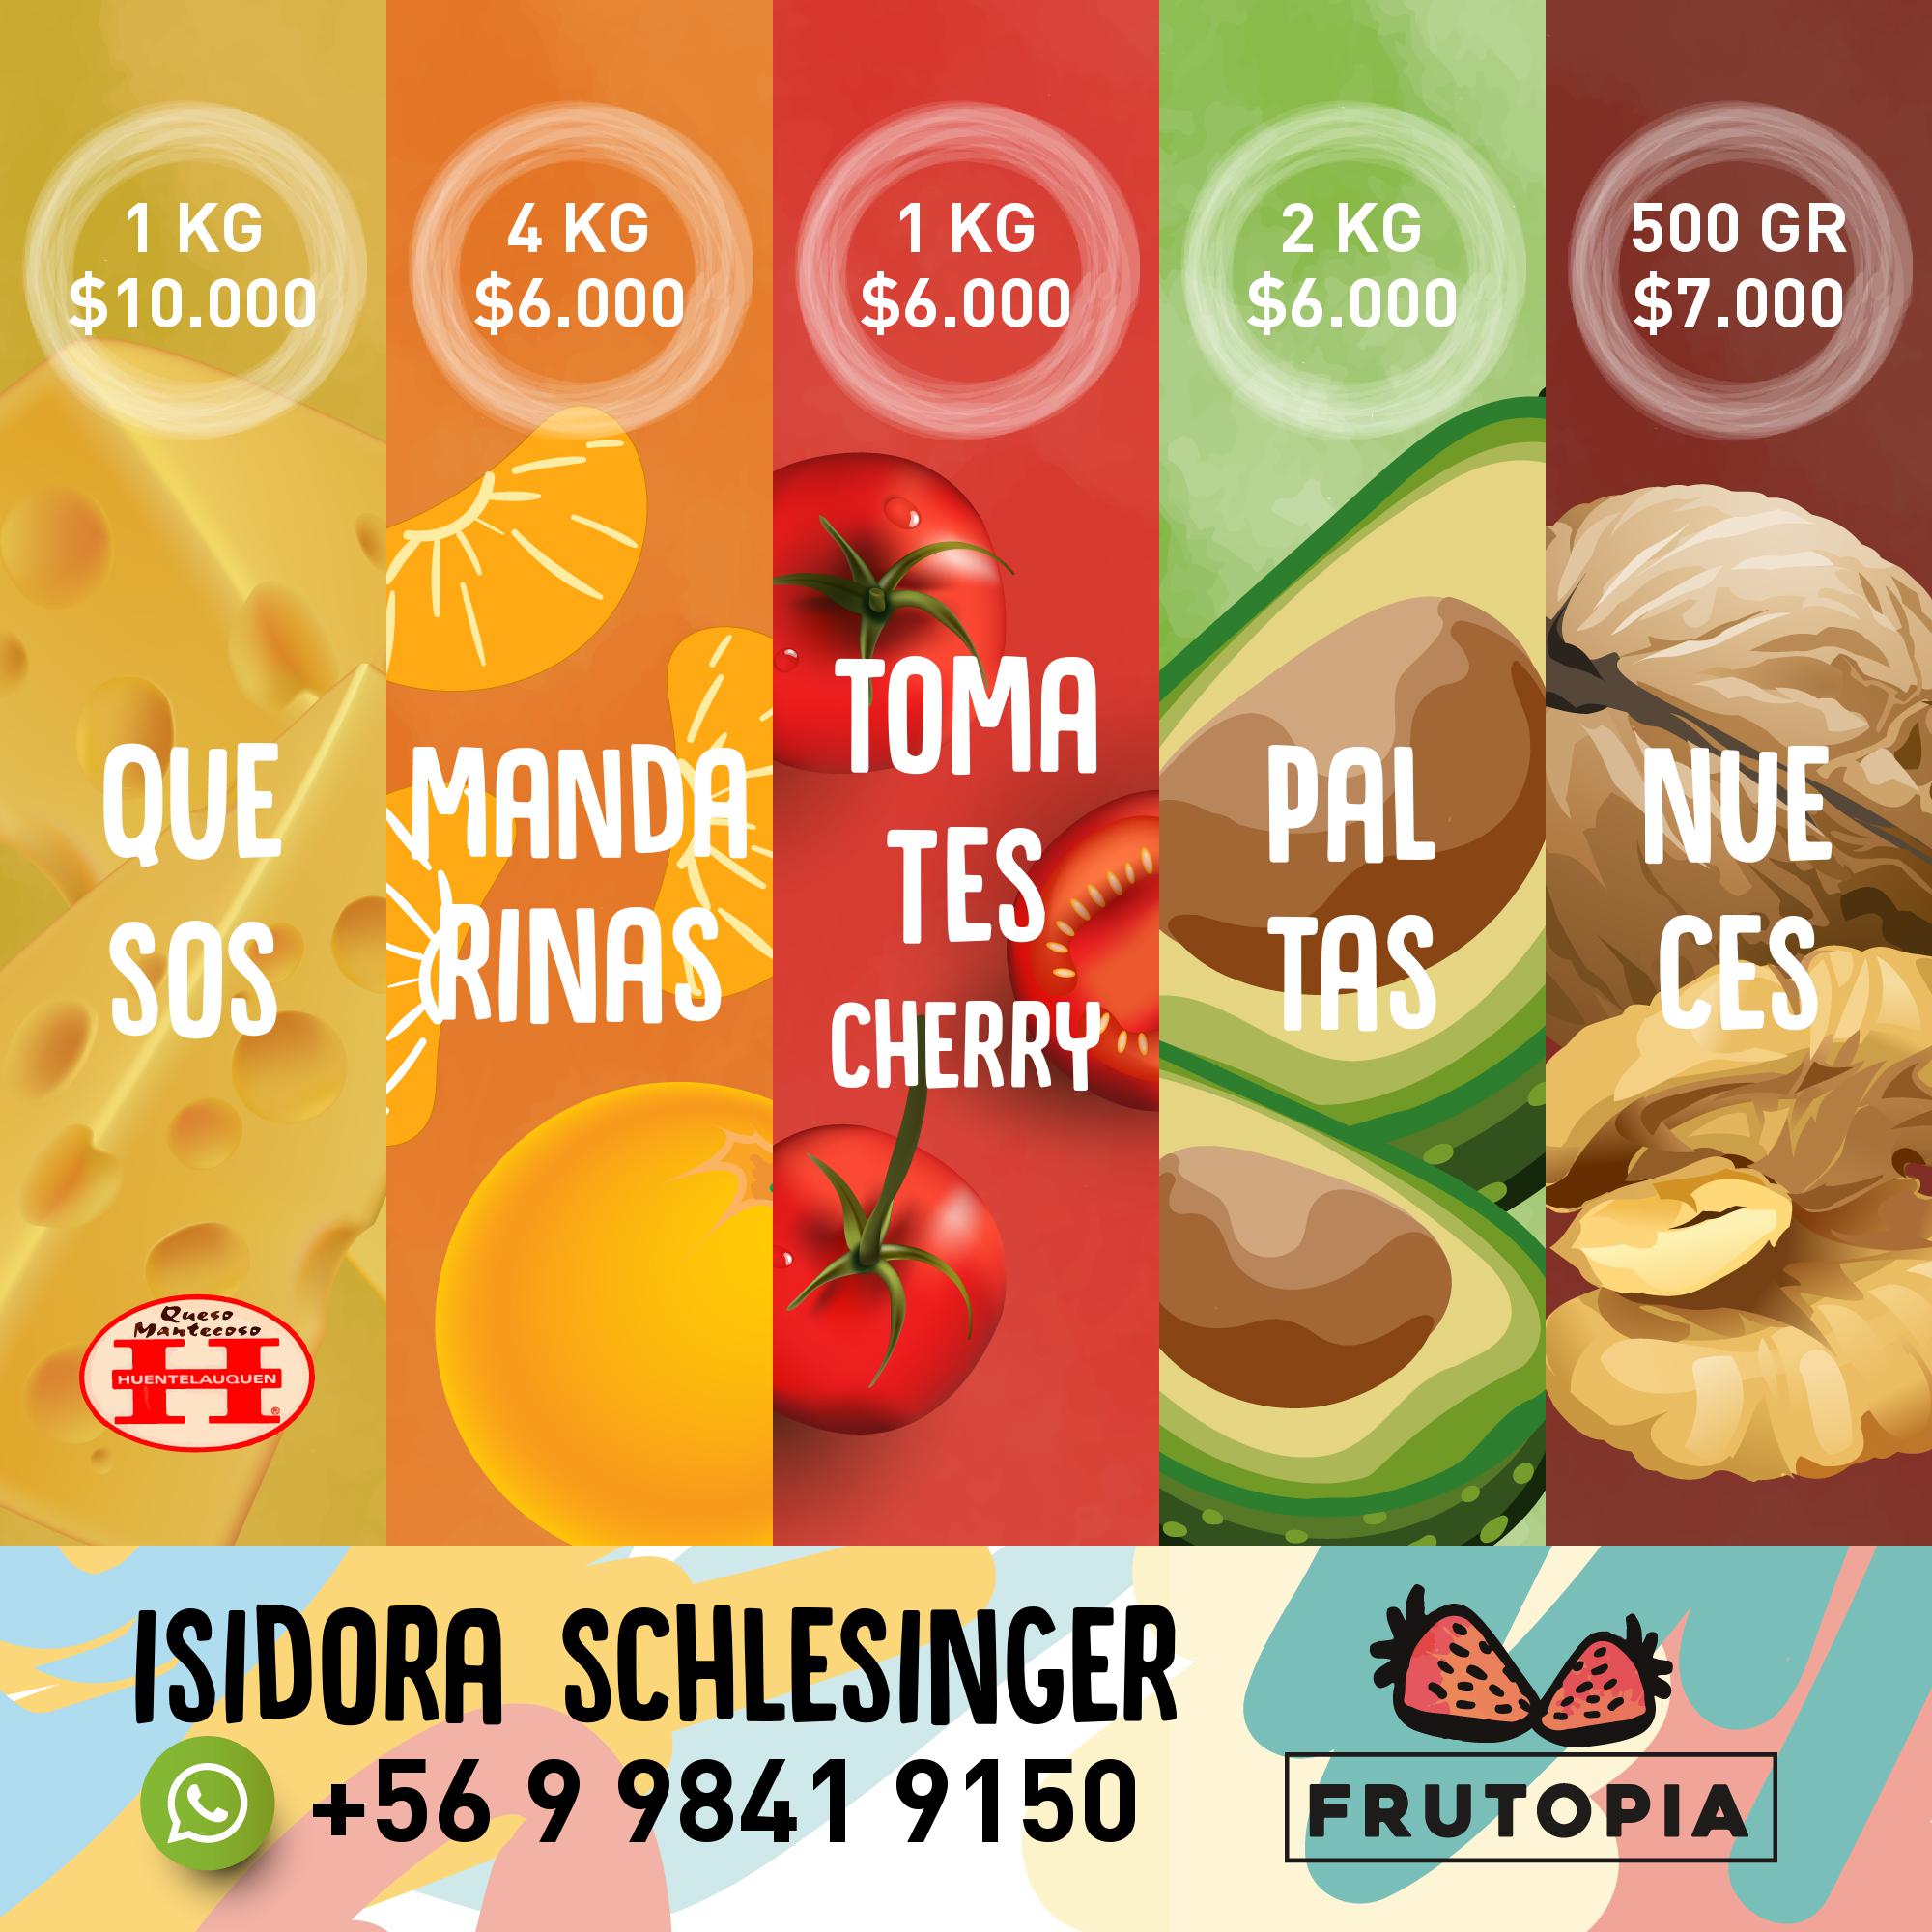 1 KG
$10.000
QUE
SOS
Queso
Mantecoso
H
HUENTELAUQUEN
®
4 KG
$6.000
MANDA
RINAS
1 KG
$6.000
TOMA
TES
CHERRY
2 KG
$6.000
PAL
TAS
500 GR
$7.000
NUE
CES
ISIDORA SCHLESINGER
+56 9 9841 9150
FRUTOPIA